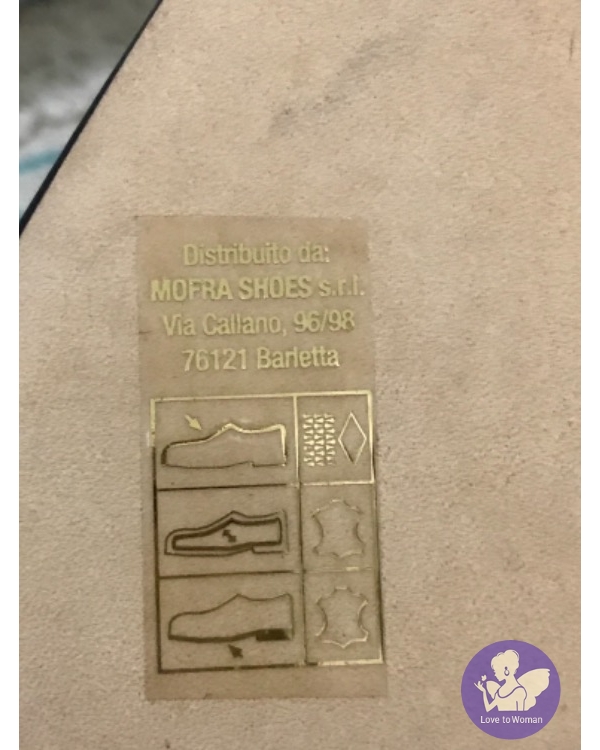 Distribuito da:
MOFRA SHOES s.r.l.
Via Callano, 96/98
76121 Barletta
Love to Woman